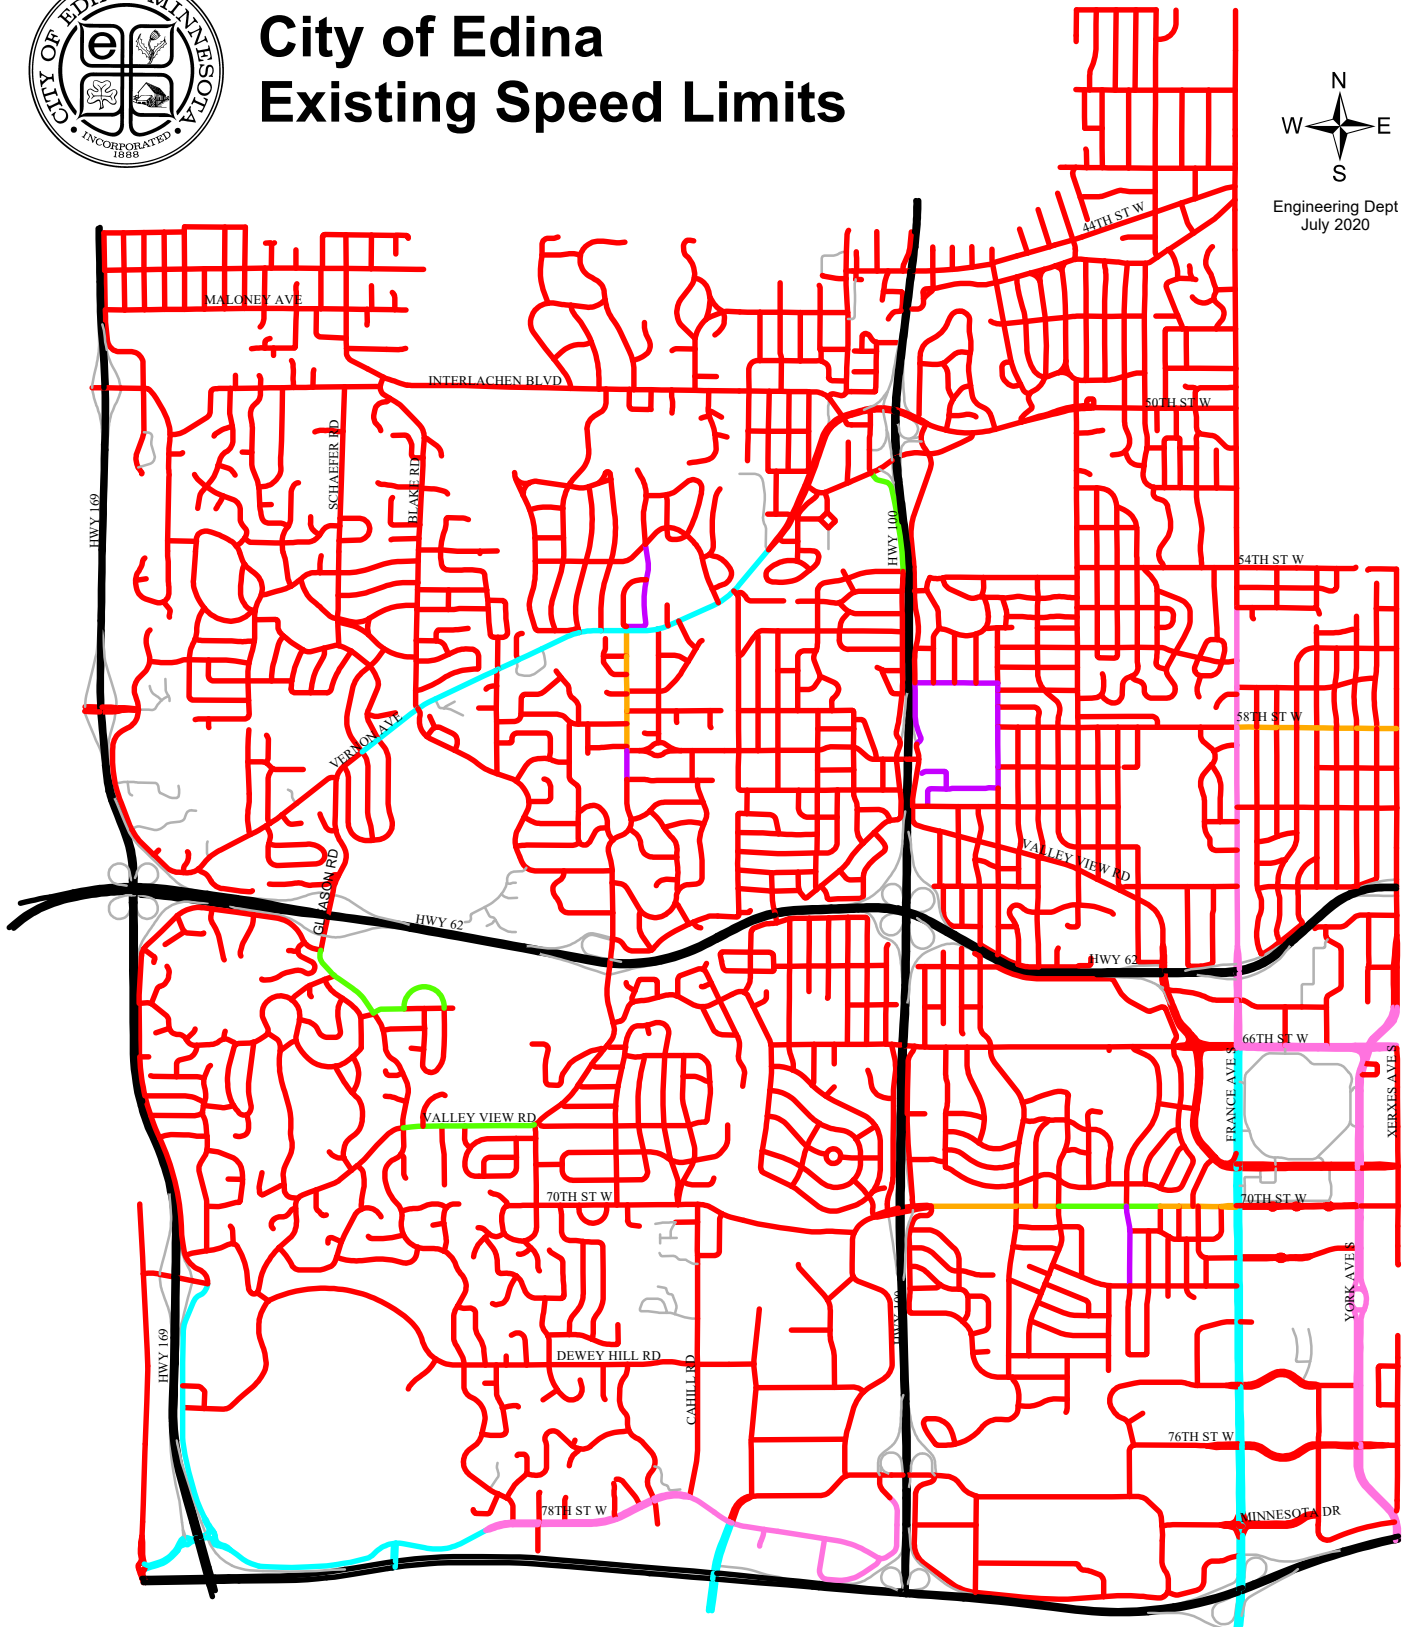 CITY OF EDINA MINNESOTA
e
INCORPORATED
1888
City of Edina
Existing Speed Limits
N
W E
S
Engineering Dept
July 2020
44TH ST W
MALONEY AVE
INTERLACHEN BLVD
50TH ST W
SCHAEFER RD
BLAKE RD
HWY 169
HWY 100
54TH ST W
58TH ST W
VERNON AVE
VALLEY VIEW RD
GLEASON RD
HWY 62
HWY 62
66TH ST W
FRANCE AVE S
XERXES AVE S
VALLEY VIEW RD
70TH ST W
70TH ST W
YORK AVE S
HWY 100
HWY 169
DEWEY HILL RD
CAHILL RD
76TH ST W
78TH ST W
MINNESOTA DR